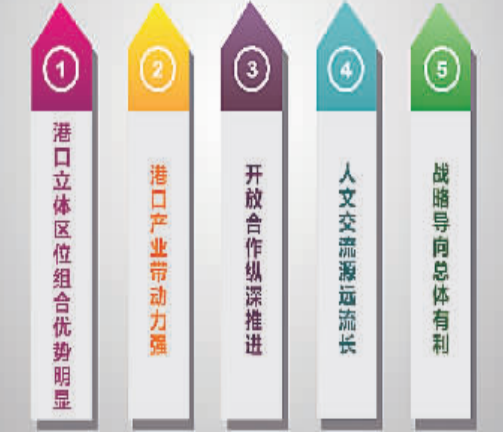 1
港口立体区位组合优势明显
2
港口产业带动力强
3
开放合作纵深推进
4
人文交流源远流长
5
战略导向总体有利